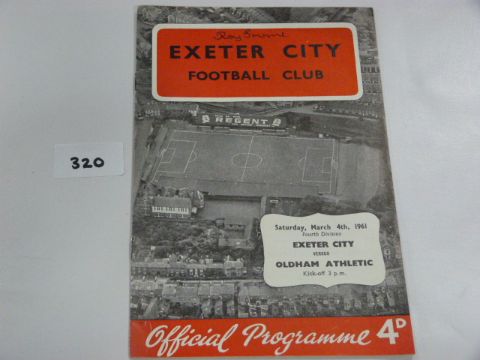 EXETER CITY
FOOTBALL CLUB
REGENT
320
Saturday, March 4th, 1961
Fourth Division
EXETER CITY
versus
OLDHAM ATHLETIC
Kick-off 3 p.m.
Official Programme 4D